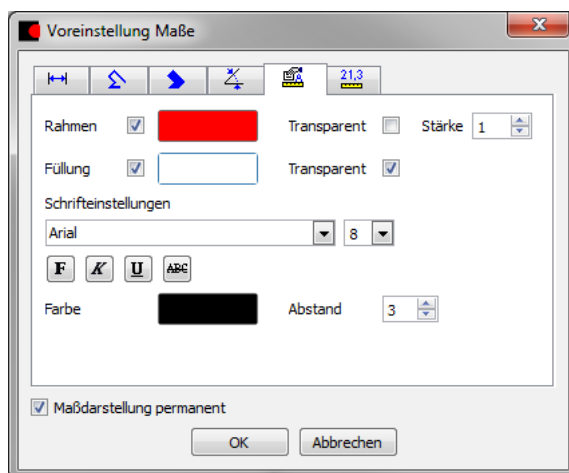 Voreinstellung Maße
21,3
Rahmen Transparent Stärke 1
Füllung Transparent
Schrifteinstellungen
Arial 8
F K U ABC
Farbe Abstand 3
Maßdarstellung permanent
OK Abbrechen